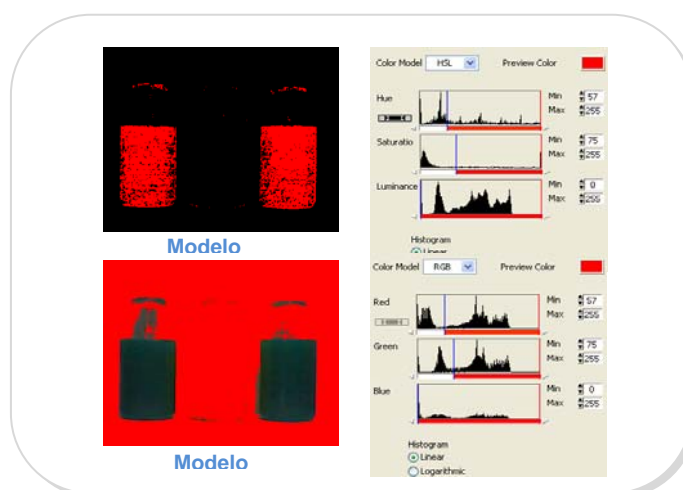 Color Model HSL Preview Color
Hue Min 57
Max 255
Saturatio Min 75
Max 255
Luminance Min 0
Max 255
Histogram
Linear
Modelo
Color Model RGB Preview Color
Red Min 57
Max 255
Green Min 75
Max 255
Blue Min 0
Max 255
Histogram
Linear
Logarithmic
Modelo